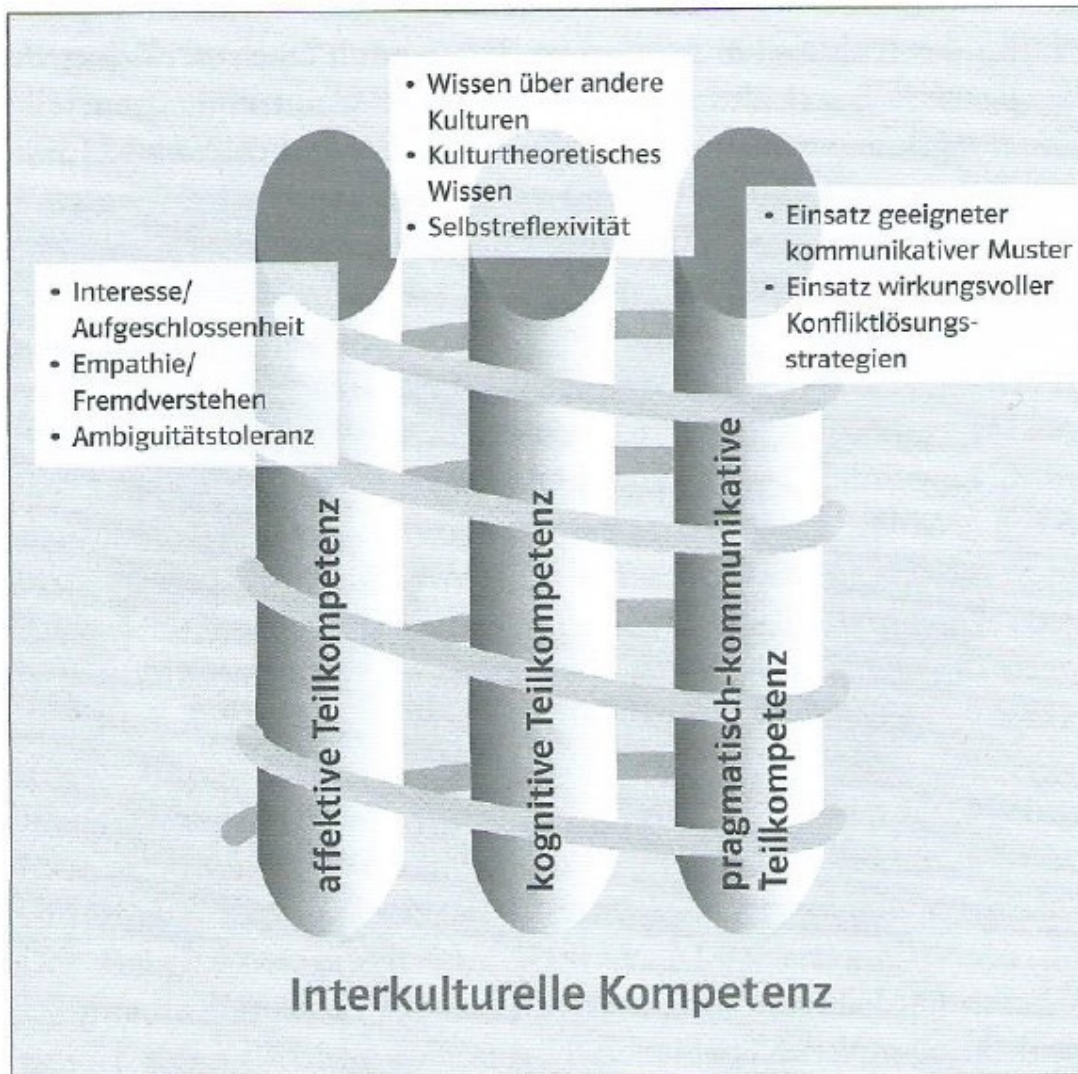 • Wissen über andere
Kulturen
• Kulturtheoretisches
Wissen
• Selbstreflexivität
• Einsatz geeigneter
kommunikativer Muster
• Einsatz wirkungsvoller
Konfliktlösungs-
strategien
• Interesse/
Aufgeschlossenheit
• Empathie/
Fremdverstehen
• Ambiguitätstoleranz
affektive Teilkompetenz
kognitive Teilkompetenz
pragmatisch-kommunikative
Teilkompetenz
Interkulturelle Kompetenz